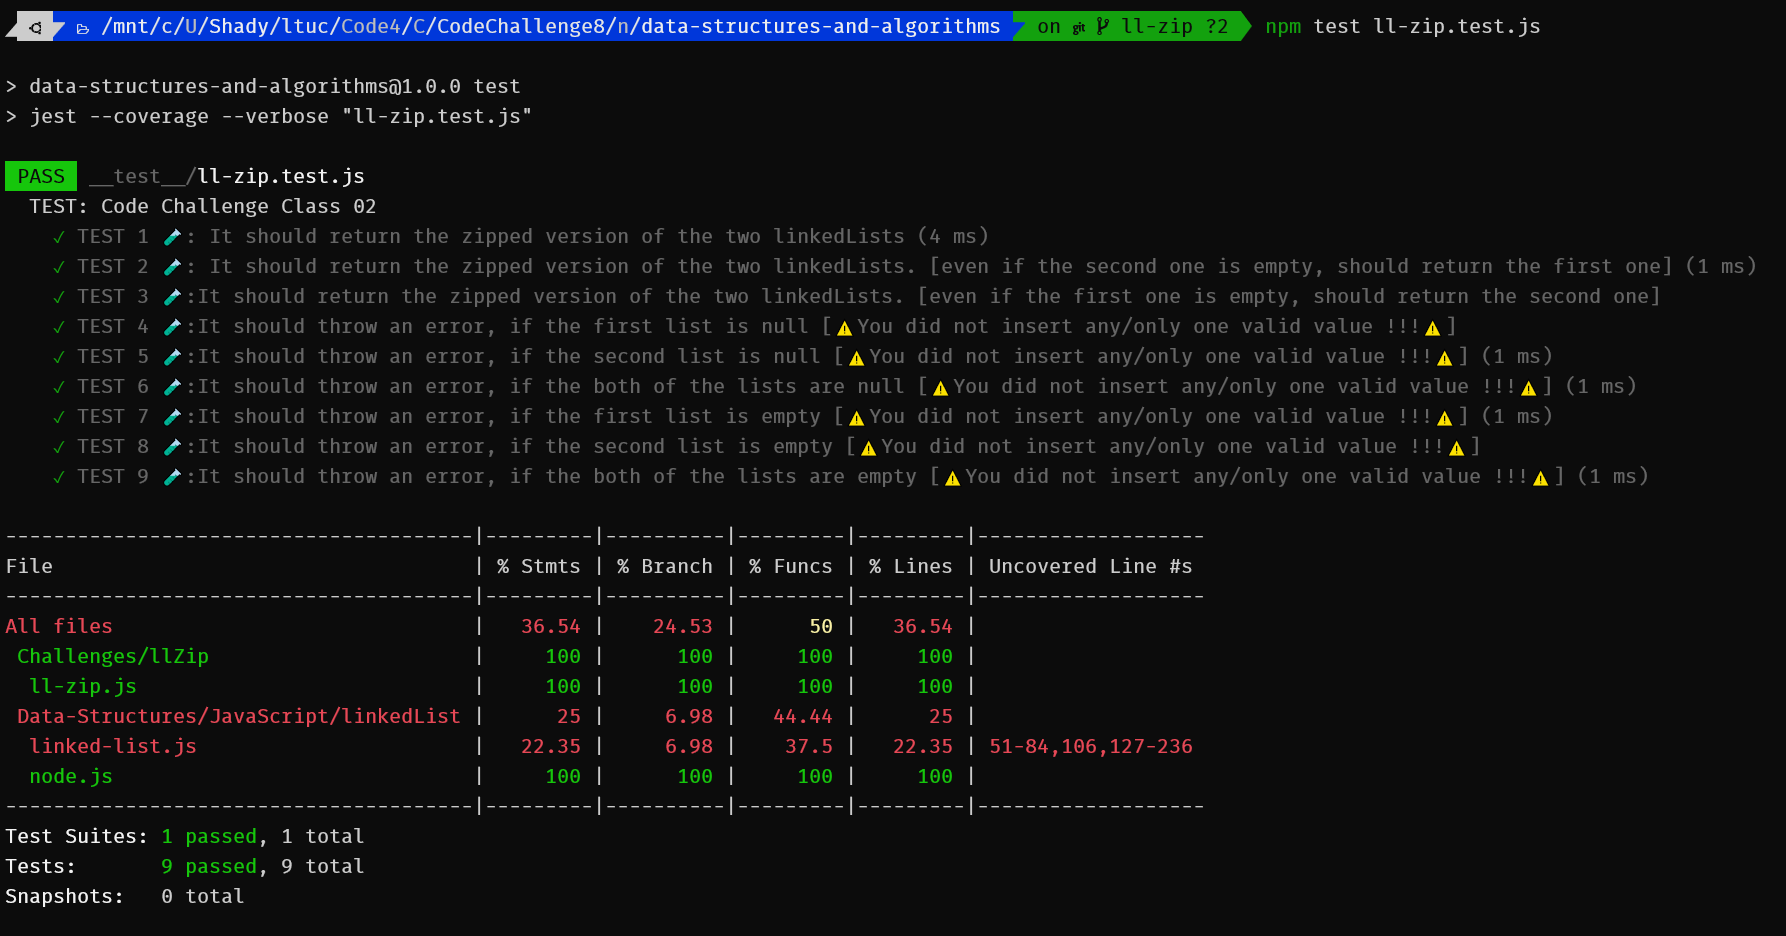 /mnt/c/U/Shady/ltuc/Code4/C/CodeChallenge8/n/data-structures-and-algorithms on git ll-zip ?2 npm test ll-zip.test.js
> data-structures-and-algorithms@1.0.0 test
> jest --coverage --verbose "ll-zip.test.js"
PASS __test__/ll-zip.test.js
TEST: Code Challenge Class 02
✓ TEST 1 🧪: It should return the zipped version of the two linkedLists (4 ms)
✓ TEST 2 🧪: It should return the zipped version of the two linkedLists. [even if the second one is empty, should return the first one] (1 ms)
✓ TEST 3 🧪:It should return the zipped version of the two linkedLists. [even if the first one is empty, should return the second one]
✓ TEST 4 🧪:It should throw an error, if the first list is null [⚠️You did not insert any/only one valid value !!!⚠️]
✓ TEST 5 🧪:It should throw an error, if the second list is null [⚠️You did not insert any/only one valid value !!!⚠️] (1 ms)
✓ TEST 6 🧪:It should throw an error, if the both of the lists are null [⚠️You did not insert any/only one valid value !!!⚠️] (1 ms)
✓ TEST 7 🧪:It should throw an error, if the first list is empty [⚠️You did not insert any/only one valid value !!!⚠️] (1 ms)
✓ TEST 8 🧪:It should throw an error, if the second list is empty [⚠️You did not insert any/only one valid value !!!⚠️]
✓ TEST 9 🧪:It should throw an error, if the both of the lists are empty [⚠️You did not insert any/only one valid value !!!⚠️] (1 ms)
---------------------------------------|---------|----------|---------|---------|-------------------
File | % Stmts | % Branch | % Funcs | % Lines | Uncovered Line #s
---------------------------------------|---------|----------|---------|---------|-------------------
All files | 36.54 | 24.53 | 50 | 36.54 |
Challenges/llZip | 100 | 100 | 100 | 100 |
ll-zip.js | 100 | 100 | 100 | 100 |
Data-Structures/JavaScript/linkedList | 25 | 6.98 | 44.44 | 25 |
linked-list.js | 22.35 | 6.98 | 37.5 | 22.35 | 51-84,106,127-236
node.js | 100 | 100 | 100 | 100 |
---------------------------------------|---------|----------|---------|---------|-------------------
Test Suites: 1 passed, 1 total
Tests: 9 passed, 9 total
Snapshots: 0 total